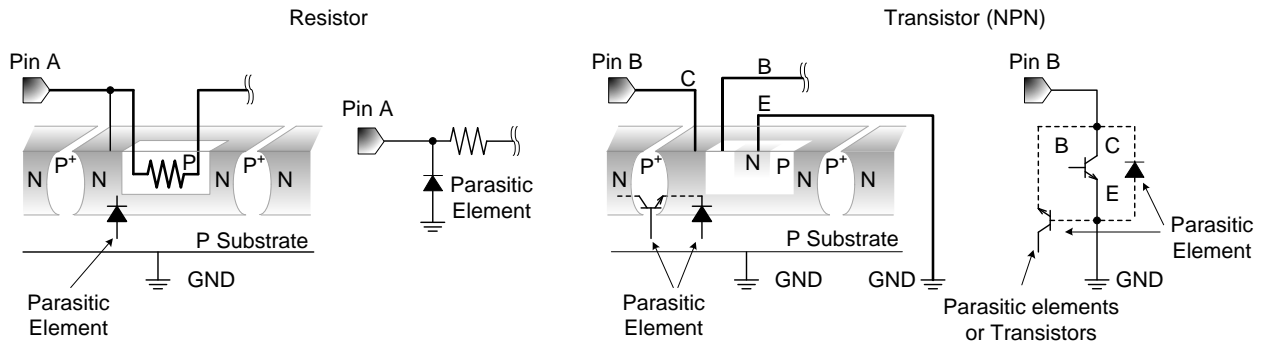 Resistor
Pin A
N
P+
N
P
N
P+
N
P Substrate
GND
Parasitic
Element
Pin A
Parasitic
Element
Transistor (NPN)
Pin B
C
B
E
N
P+
N
N
P
N
P+
N
P Substrate
GND
GND
Parasitic
Element
Pin B
B
C
E
Parasitic
Element
GND
Parasitic elements
or Transistors